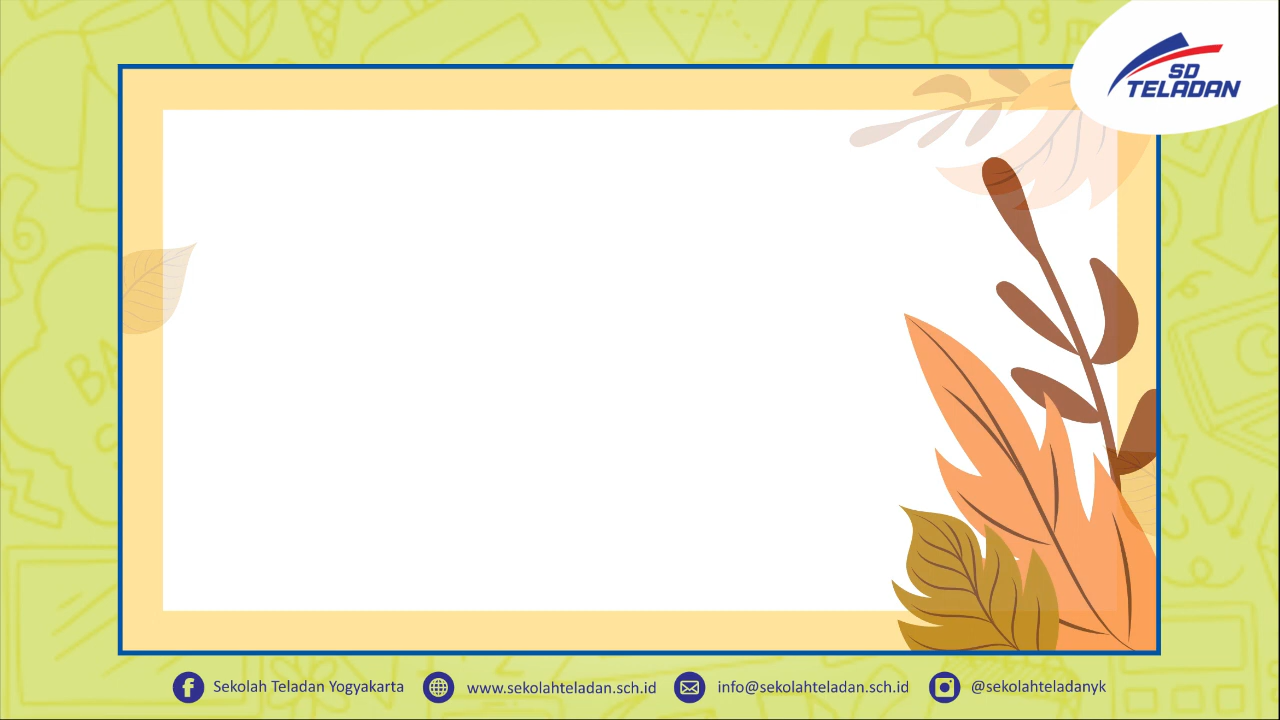 SD
TELADAN
Sekolah Teladan Yogyakarta
www.sekolahteladan.sch.id
info@sekolahteladan.sch.id
@sekolahteladanyk